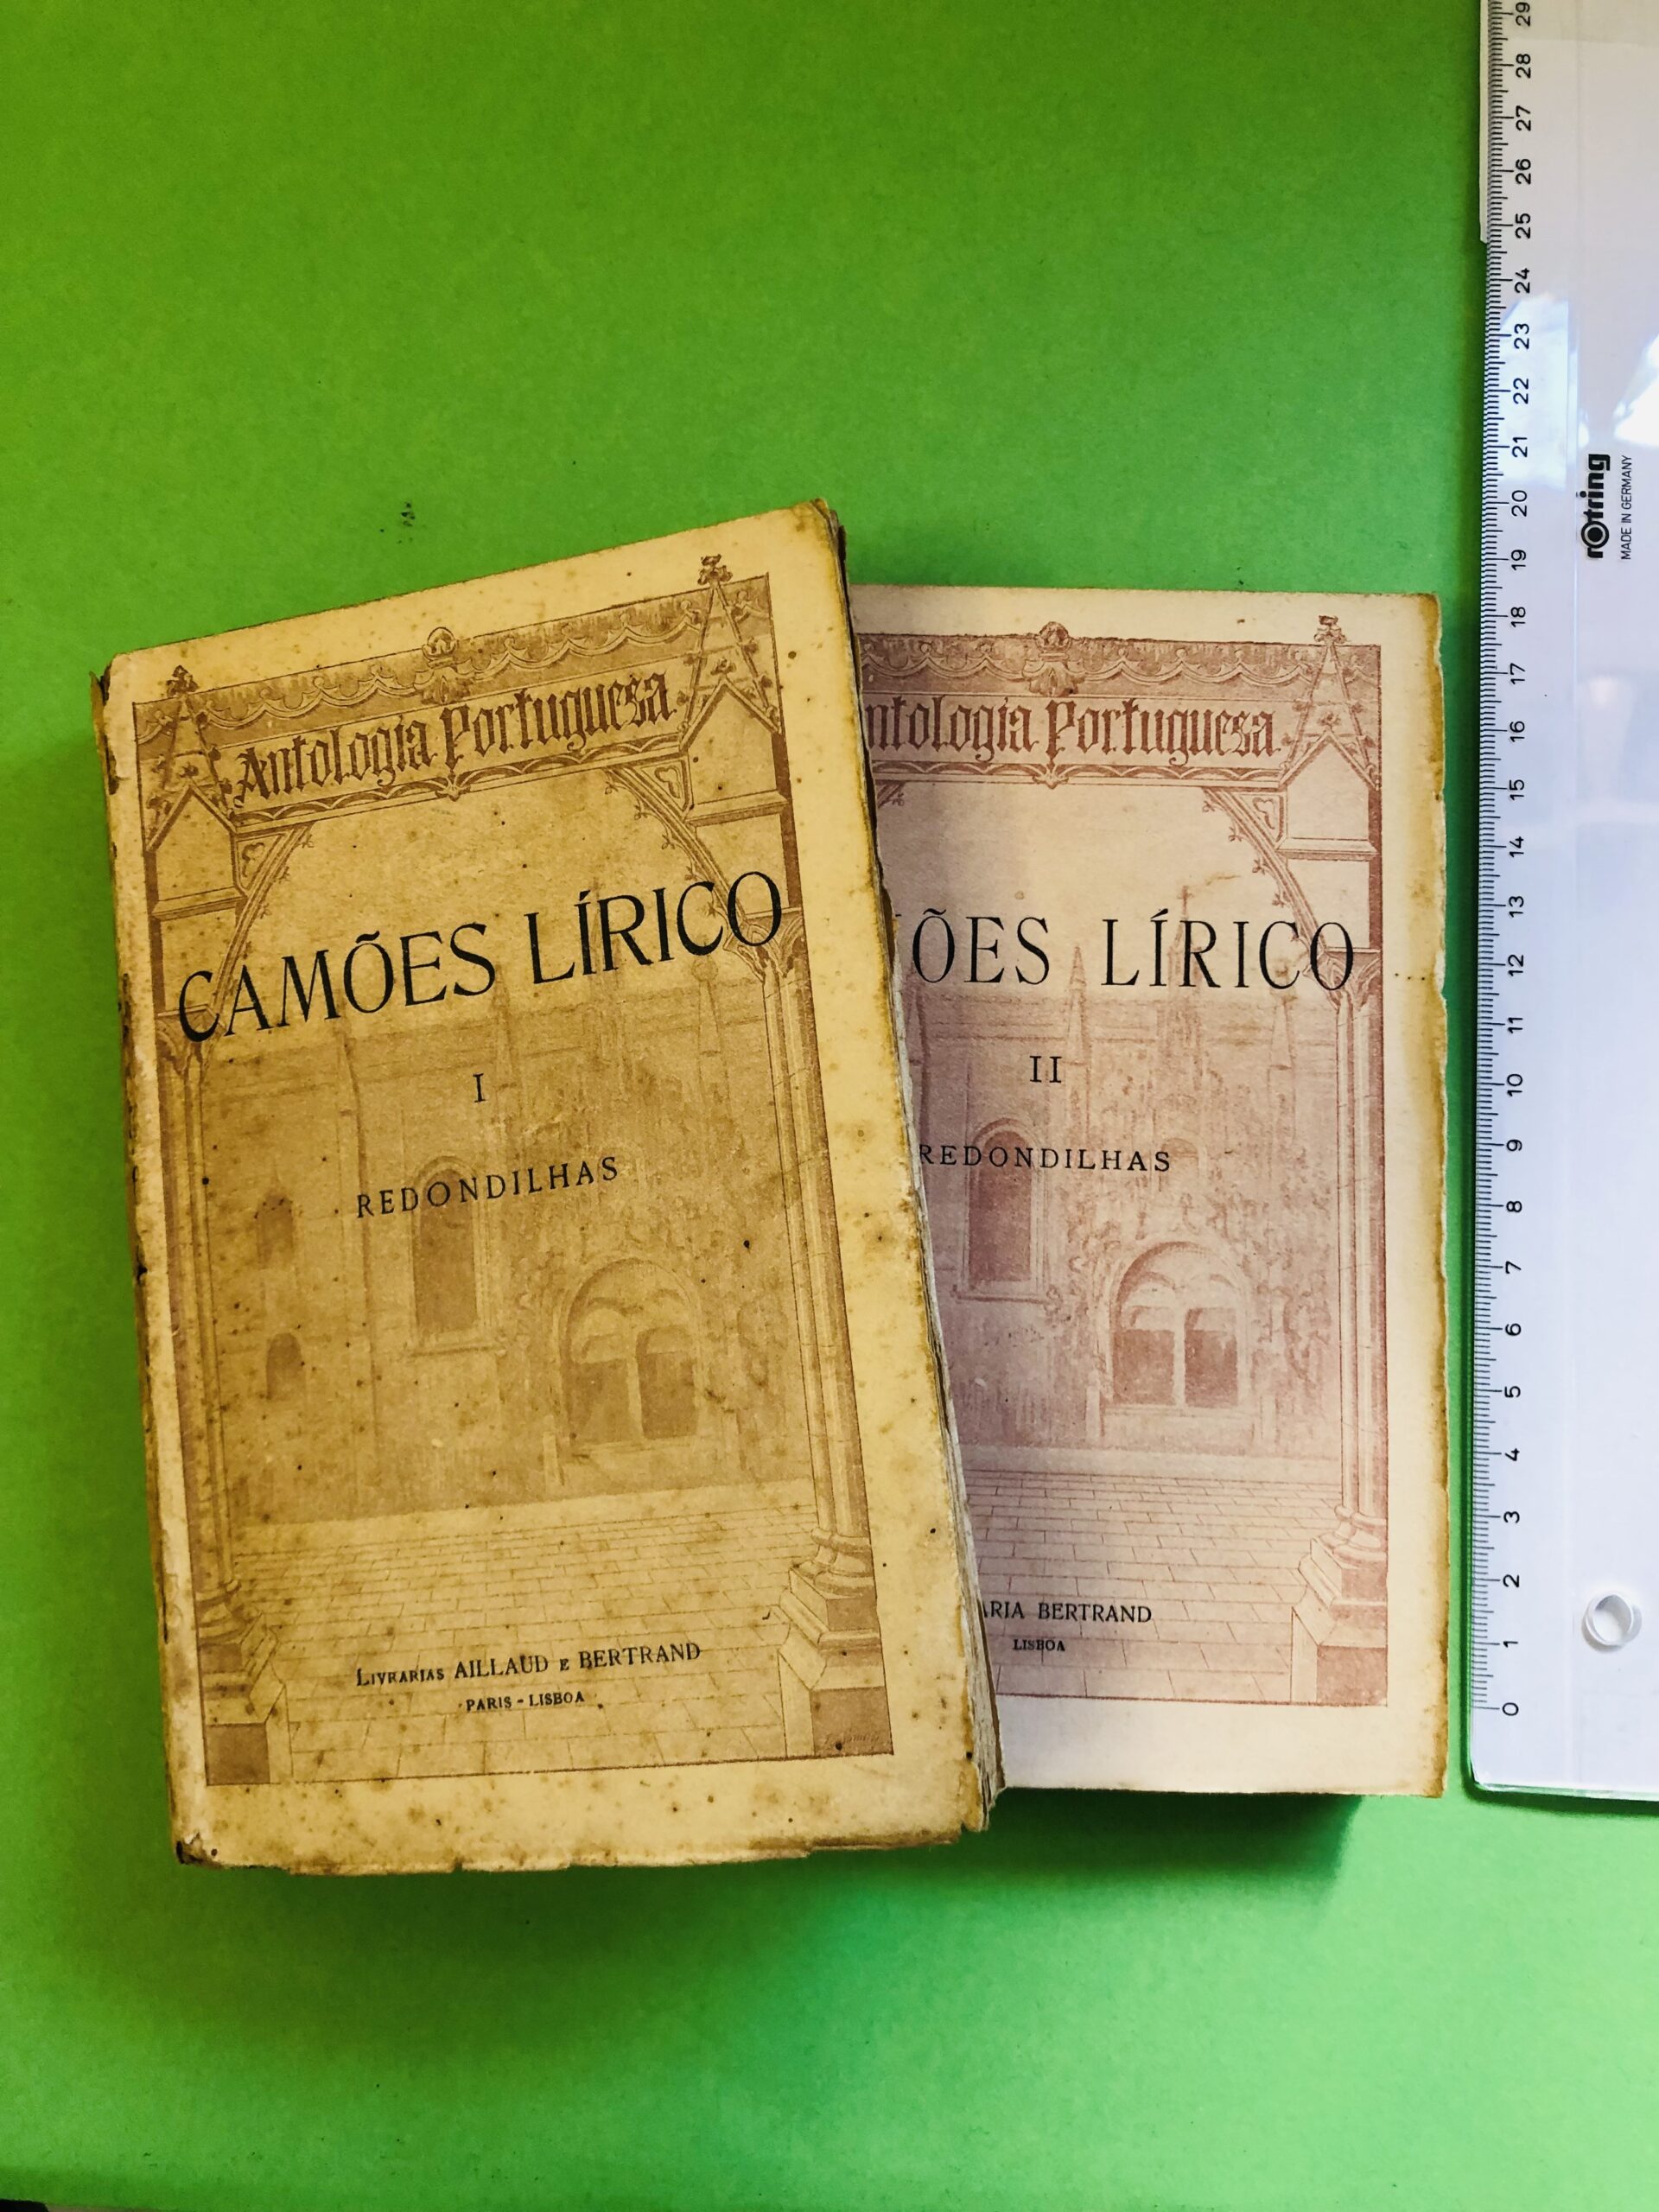 Antologia Portuguesa
CAMÕES LÍRICO
I
REDONDILHAS
LIVRARIAS AILLAUD E BERTRAND
PARIS - LISBOA
ntologia Portuguesa
ÕES LÍRICO
II
REDONDILHAS
ARIA BERTRAND
LISBOA
29
28
27
26
25
24
23
22
21
20
19
18
17
16
15
14
13
12
11
10
9
8
7
6
5
4
3
2
1
0
rotring
MADE IN GERMANY